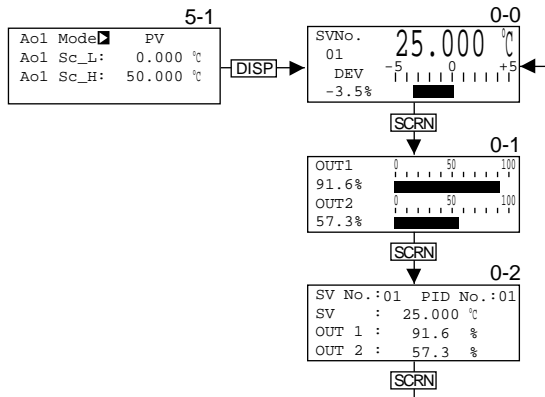 5-1
Ao1 Mode PV
Ao1 Sc_L: 0.000 ℃
Ao1 Sc_H: 50.000 ℃
DISP
0-0
SVNo. 25.000 ℃
01
-5 0 +5
DEV
-3.5%
SCRN
0-1
OUT1 0 50 100
91.6%
OUT2 0 50 100
57.3%
SCRN
0-2
SV No.:01 PID No.:01
SV : 25.000 ℃
OUT 1 : 91.6 %
OUT 2 : 57.3 %
SCRN